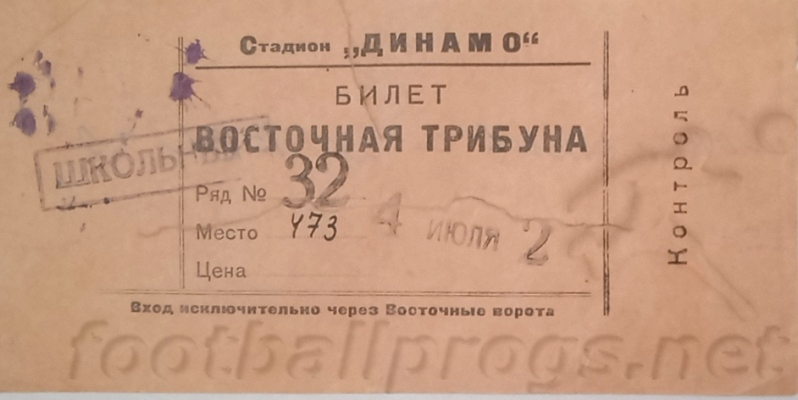 Стадион „ДИНАМО“
БИЛЕТ
ВОСТОЧНАЯ ТРИБУНА
ШКОЛЬНЫЙ
Ряд № 32
Место 473
4 ИЮЛЯ 2
Цена
Вход исключительно через Восточные ворота
Контроль
footballprogs.net